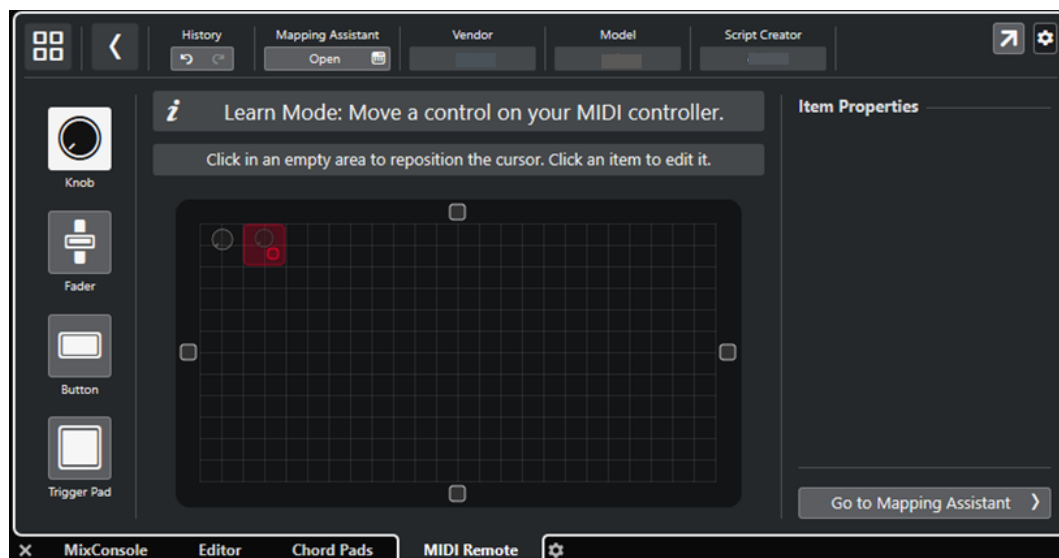 History
Mapping Assistant
Vendor
Model
Script Creator
Open
i Learn Mode: Move a control on your MIDI controller.
Click in an empty area to reposition the cursor. Click an item to edit it.
Item Properties
Knob
Fader
Button
Trigger Pad
Go to Mapping Assistant
MixConsole
Editor
Chord Pads
MIDI Remote